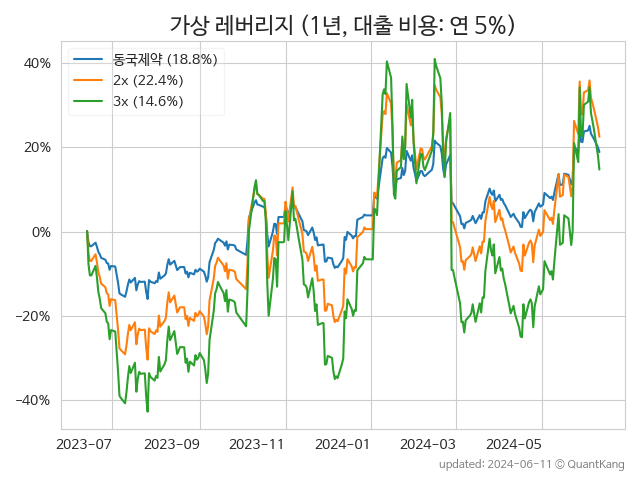 가상 레버리지 (1년, 대출 비용: 연 5%)
동국제약 (18.8%)
2x (22.4%)
3x (14.6%)
40%
20%
0%
−20%
−40%
2023-07 2023-09 2023-11 2024-01 2024-03 2024-05
updated: 2024-06-11 © QuantKang